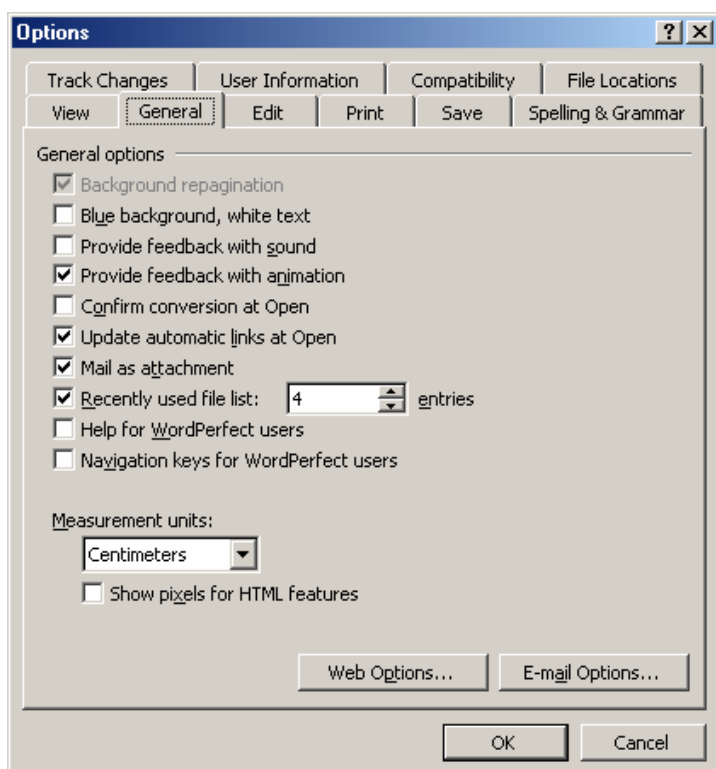 Options
Track Changes User Information Compatibility File Locations
View General Edit Print Save Spelling & Grammar
General options
Background repagination
Blue background, white text
Provide feedback with sound
Provide feedback with animation
Confirm conversion at Open
Update automatic links at Open
Mail as attachment
Recently used file list: 4 entries
Help for WordPerfect users
Navigation keys for WordPerfect users
Measurement units:
Centimeters
Show pixels for HTML features
Web Options... E-mail Options...
OK Cancel